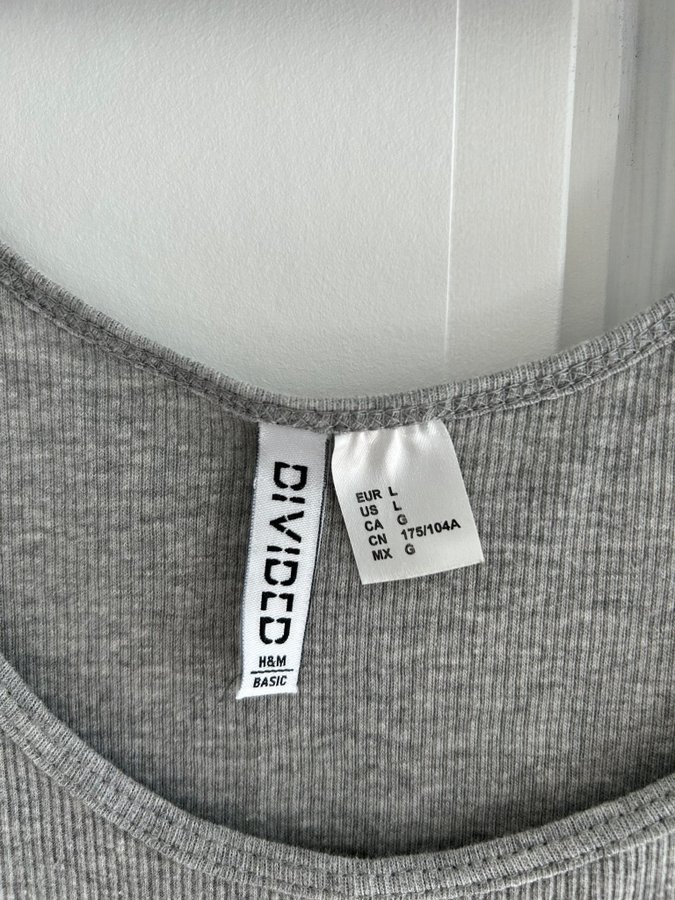 DIVIDED
H&M
BASIC
EUR L
US L
CA G
CN 175/104A
MX G